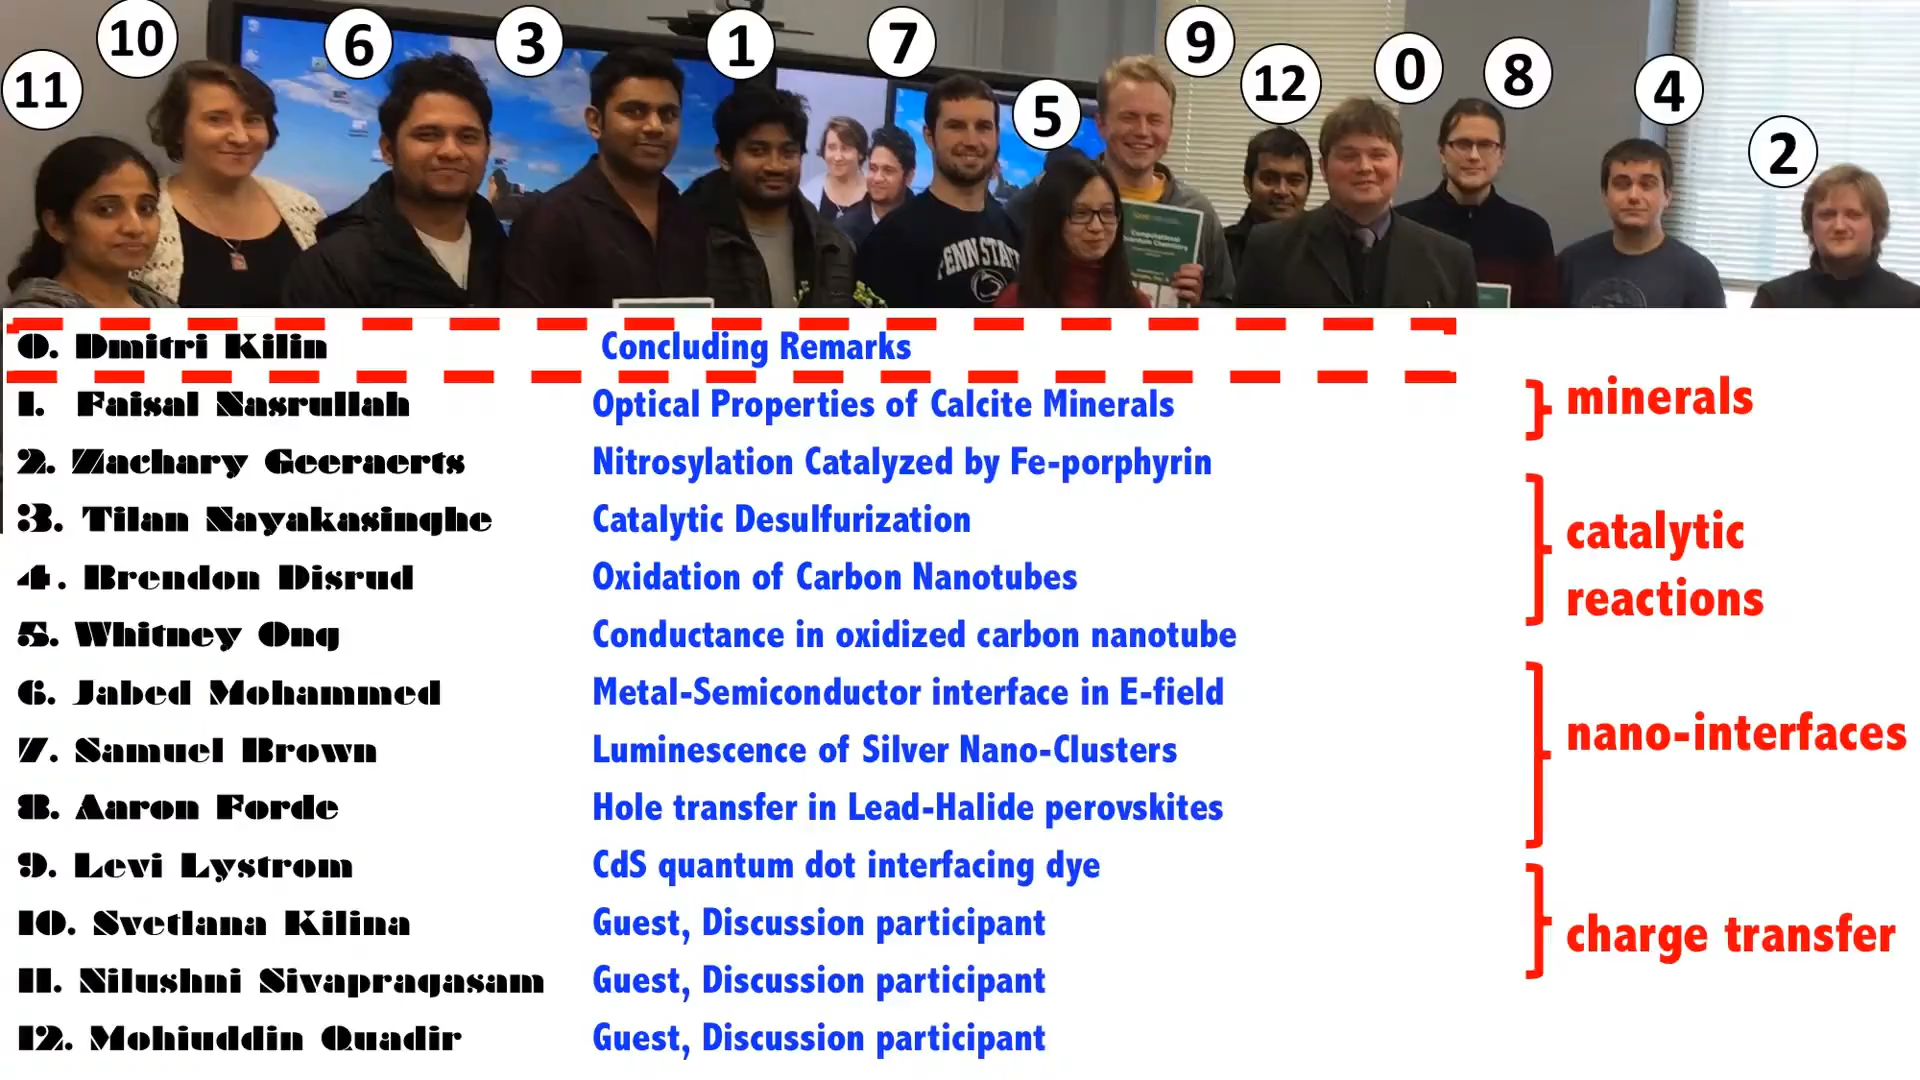 11
10
6
3
1
7
5
9
12
0
8
4
2
PENN STATE
Computational
Quantum Chemistry
0. Dmitri Kilin Concluding Remarks
1. Faisal Nasrullah Optical Properties of Calcite Minerals
minerals
2. Zachary Geeraerts Nitrosylation Catalyzed by Fe-porphyrin
3. Tilan Nayakasinghe Catalytic Desulfurization
catalytic
reactions
4. Brendon Disrud Oxidation of Carbon Nanotubes
5. Whitney Ong Conductance in oxidized carbon nanotube
6. Jabed Mohammed Metal-Semiconductor interface in E-field
nano-interfaces
7. Samuel Brown Luminescence of Silver Nano-Clusters
8. Aaron Forde Hole transfer in Lead-Halide perovskites
9. Levi Lystrom CdS quantum dot interfacing dye
10. Svetlana Kilina Guest, Discussion participant
charge transfer
11. Nilushni Sivapragasam Guest, Discussion participant
12. Mohiuddin Quadir Guest, Discussion participant